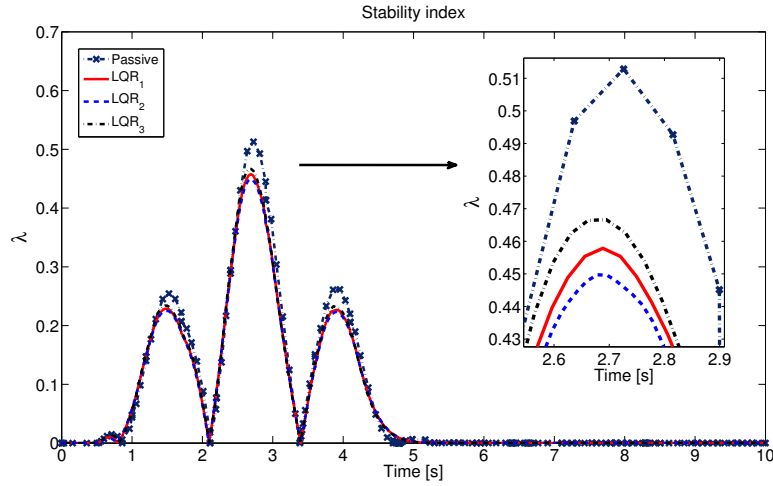 Stability index
0.7
0.6
0.5
0.4
0.3
0.2
0.1
0
λ
Passive
LQR1
LQR2
LQR3
0 1 2 3 4 5 6 7 8 9 10
Time [s]
0.51
0.5
0.49
0.48
0.47
0.46
0.45
0.44
0.43
λ
2.6 2.7 2.8 2.9
Time [s]